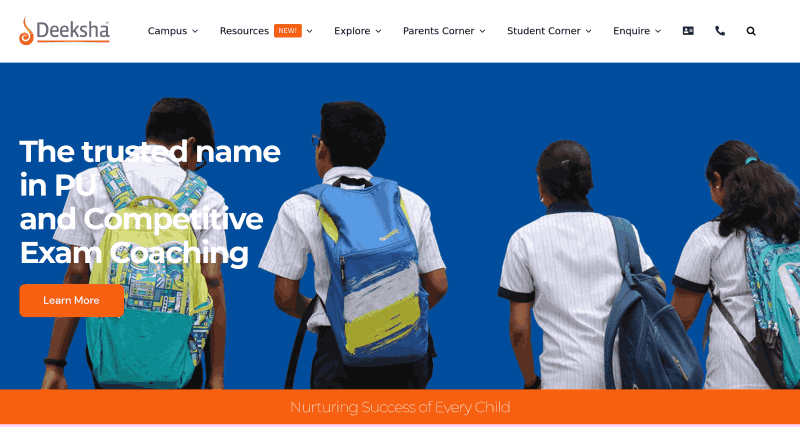 Deeksha
Campus
Resources NEW!
Explore
Parents Corner
Student Corner
Enquire
The trusted name
in PU
and Competitive
Exam Coaching
Learn More
Nurturing Success of Every Child